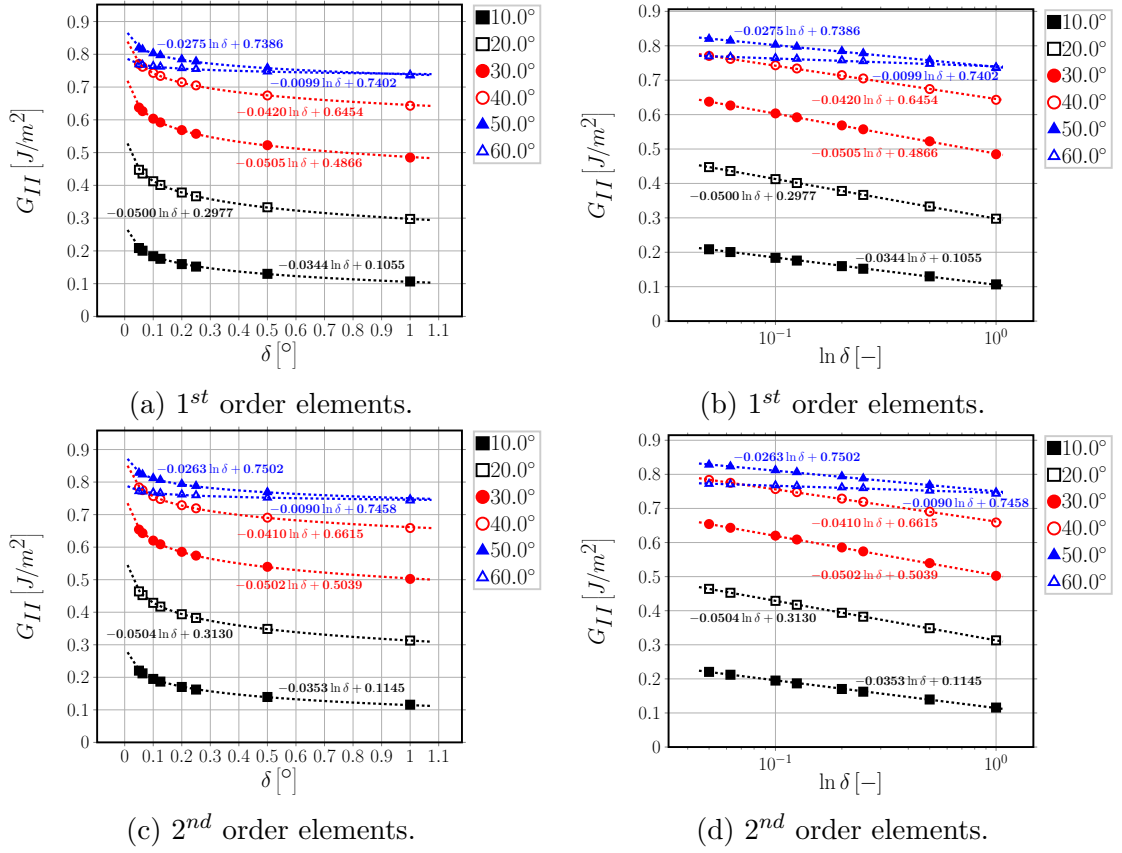 G_{II} [J/m^2]
0.9
0.8
0.7
0.6
0.5
0.4
0.3
0.2
0.1
0
−0.0275 ln δ + 0.7386
−0.0099 ln δ + 0.7402
−0.0420 ln δ + 0.6454
−0.0505 ln δ + 0.4866
−0.0500 ln δ + 0.2977
−0.0344 ln δ + 0.1055
0 0.1 0.2 0.3 0.4 0.5 0.6 0.7 0.8 0.9 1 1.1
δ [°]
10.0°
20.0°
30.0°
40.0°
50.0°
60.0°
(a) 1^{st} order elements.
G_{II} [J/m^2]
0.9
0.8
0.7
0.6
0.5
0.4
0.3
0.2
0.1
0
−0.0275 ln δ + 0.7386
−0.0099 ln δ + 0.7402
−0.0420 ln δ + 0.6454
−0.0505 ln δ + 0.4866
−0.0500 ln δ + 0.2977
−0.0344 ln δ + 0.1055
10^{−1} 10^{0}
ln δ [−]
10.0°
20.0°
30.0°
40.0°
50.0°
60.0°
(b) 1^{st} order elements.
G_{II} [J/m^2]
0.9
0.8
0.7
0.6
0.5
0.4
0.3
0.2
0.1
0
−0.0263 ln δ + 0.7502
−0.0090 ln δ + 0.7458
−0.0410 ln δ + 0.6615
−0.0502 ln δ + 0.5039
−0.0504 ln δ + 0.3130
−0.0353 ln δ + 0.1145
0 0.1 0.2 0.3 0.4 0.5 0.6 0.7 0.8 0.9 1 1.1
δ [°]
10.0°
20.0°
30.0°
40.0°
50.0°
60.0°
(c) 2^{nd} order elements.
G_{II} [J/m^2]
0.9
0.8
0.7
0.6
0.5
0.4
0.3
0.2
0.1
0
−0.0263 ln δ + 0.7502
−0.0090 ln δ + 0.7458
−0.0410 ln δ + 0.6615
−0.0502 ln δ + 0.5039
−0.0504 ln δ + 0.3130
−0.0353 ln δ + 0.1145
10^{−1} 10^{0}
ln δ [−]
10.0°
20.0°
30.0°
40.0°
50.0°
60.0°
(d) 2^{nd} order elements.